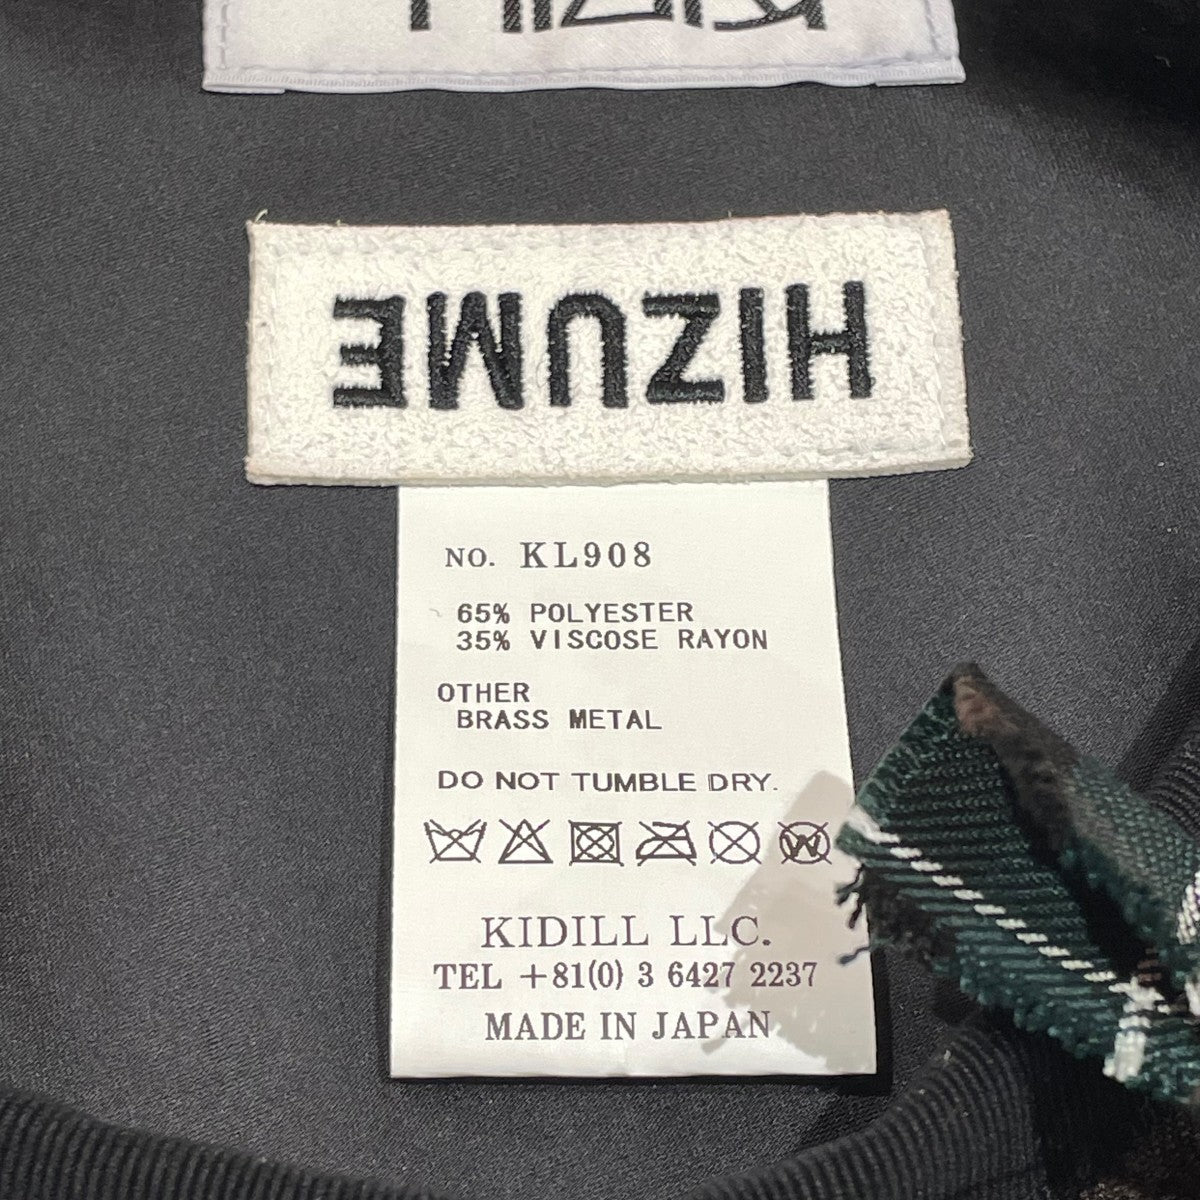 HIZUME
NO. KL908
65% POLYESTER
35% VISCOSE RAYON
OTHER
BRASS METAL
DO NOT TUMBLE DRY.
W
KIDILL LLC.
TEL +81(0) 3 6427 2237
MADE IN JAPAN